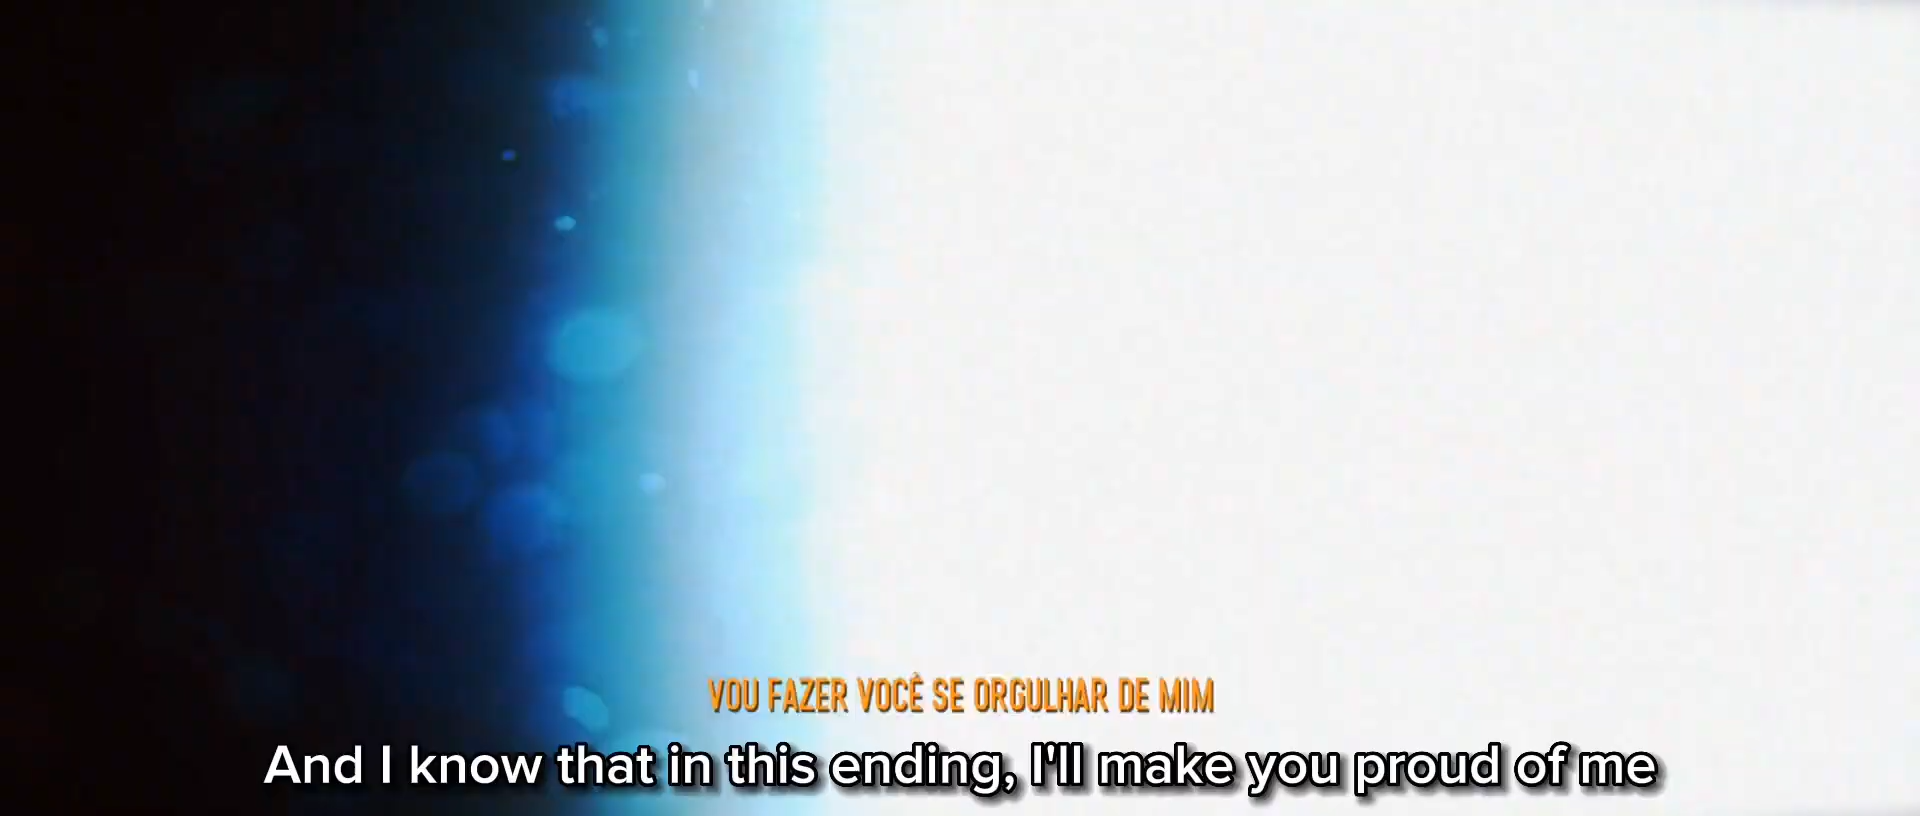 VOU FAZER VOCÊ SE ORGULHAR DE MIM
And I know that in this ending, I'll make you proud of me